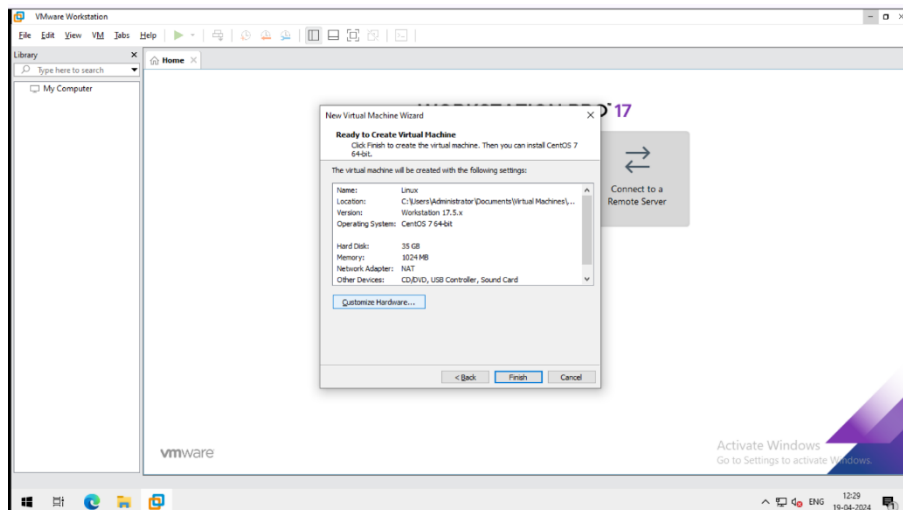 VMware Workstation
File Edit View VM Tabs Help
Library
Type here to search
My Computer
Home
17
Connect to a
Remote Server
New Virtual Machine Wizard
Ready to Create Virtual Machine
Click Finish to create the virtual machine. Then you can install CentOS 7
64-bit.
The virtual machine will be created with the following settings:
Name: Linux
Location: C:\Users\Administrator\Documents\Virtual Machines\,...
Version: Workstation 17.5.x
Operating System: CentOS 7 64-bit
Hard Disk: 35 GB
Memory: 1024 MB
Network Adapter: NAT
Other Devices: CD/DVD, USB Controller, Sound Card
Customize Hardware...
< Back Finish Cancel
vmware
Activate Windows
Go to Settings to activate Windows.
ENG
12:29
19-04-2024